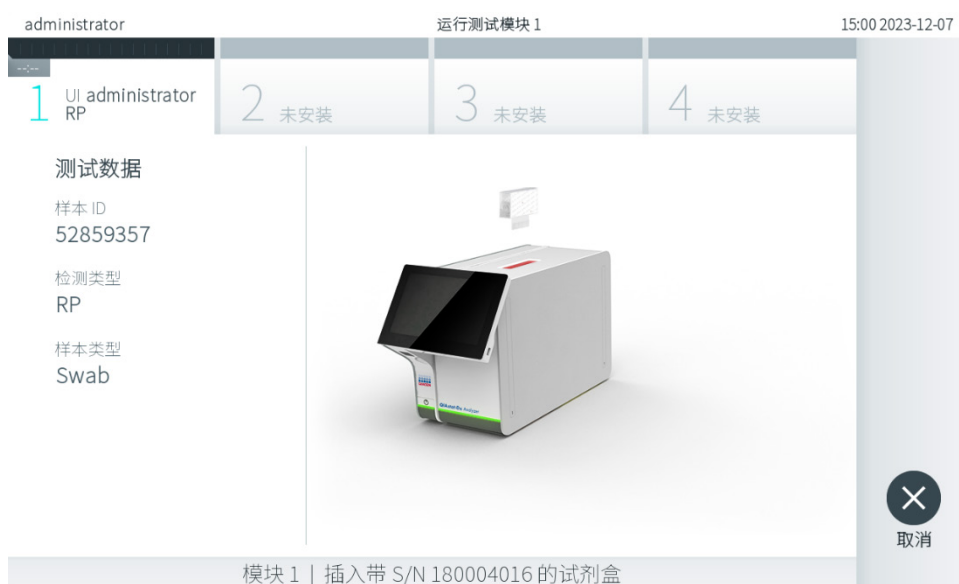 administrator
运行测试模块 1
15:00 2023-12-07
--:--
1 UI administrator
RP
2 未安装
3 未安装
4 未安装
测试数据
样本 ID
52859357
检测类型
RP
样本类型
Swab
取消
模块 1 | 插入带 S/N 180004016 的试剂盒